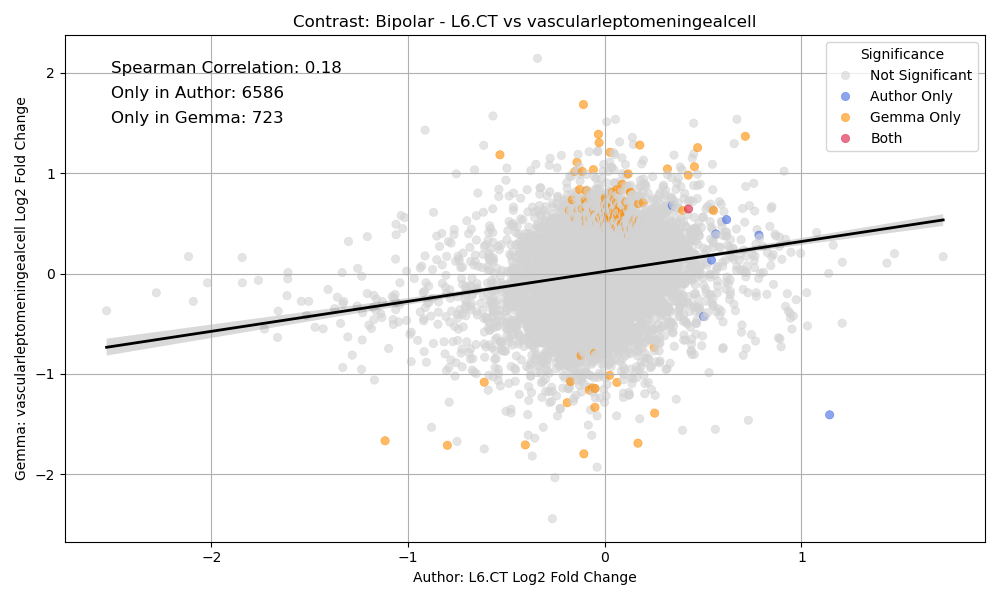 Contrast: Bipolar - L6.CT vs vascularleptomeningealcell
Spearman Correlation: 0.18
Only in Author: 6586
Only in Gemma: 723
Significance
Not Significant
Author Only
Gemma Only
Both
Gemma: vascularleptomeningealcell Log2 Fold Change
2
1
0
−1
−2
−2
−1
0
1
Author: L6.CT Log2 Fold Change